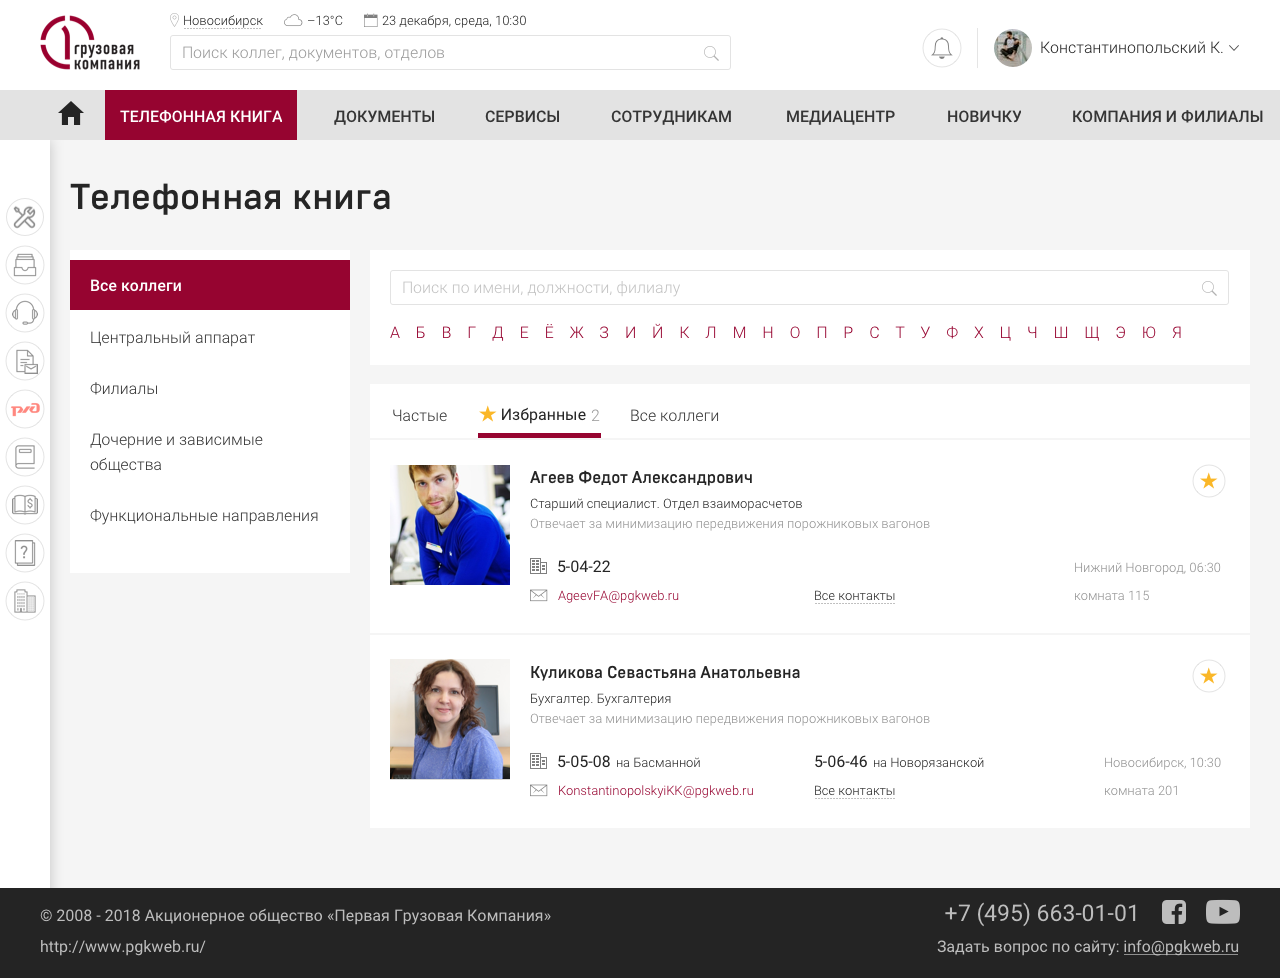 грузовая
компания
Новосибирск
−13°C
23 декабря, среда, 10:30
Поиск коллег, документов, отделов
Константинопольский К.
ТЕЛЕФОННАЯ КНИГА
ДОКУМЕНТЫ
СЕРВИСЫ
СОТРУДНИКАМ
МЕДИАЦЕНТР
НОВИЧКУ
КОМПАНИЯ И ФИЛИАЛЫ
Телефонная книга
Все коллеги
Центральный аппарат
Филиалы
Дочерние и зависимые
общества
Функциональные направления
Поиск по имени, должности, филиалу
А Б В Г Д Е Ё Ж З И Й К Л М Н О П Р С Т У Ф Х Ц Ч Ш Щ Э Ю Я
Частые
Избранные 2
Все коллеги
Агеев Федот Александрович
Старший специалист. Отдел взаиморасчетов
Отвечает за минимизацию передвижения порожниковых вагонов
5-04-22
Нижний Новгород, 06:30
AgeevFA@pgkweb.ru
Все контакты
комната 115
Куликова Севастьяна Анатольевна
Бухгалтер. Бухгалтерия
Отвечает за минимизацию передвижения порожниковых вагонов
5-05-08 на Басманной
5-06-46 на Новорязанской
Новосибирск, 10:30
KonstantinopolskyiKK@pgkweb.ru
Все контакты
комната 201
© 2008 - 2018 Акционерное общество «Первая Грузовая Компания»
+7 (495) 663-01-01
http://www.pgkweb.ru/
Задать вопрос по сайту: info@pgkweb.ru